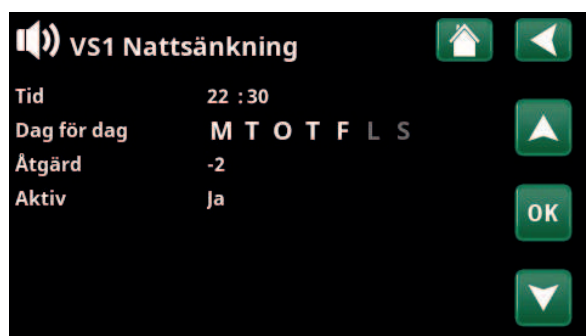 VS1 Nattsänkning
Tid 22 :30
Dag för dag M T O T F L S
Åtgärd -2
Aktiv Ja
OK